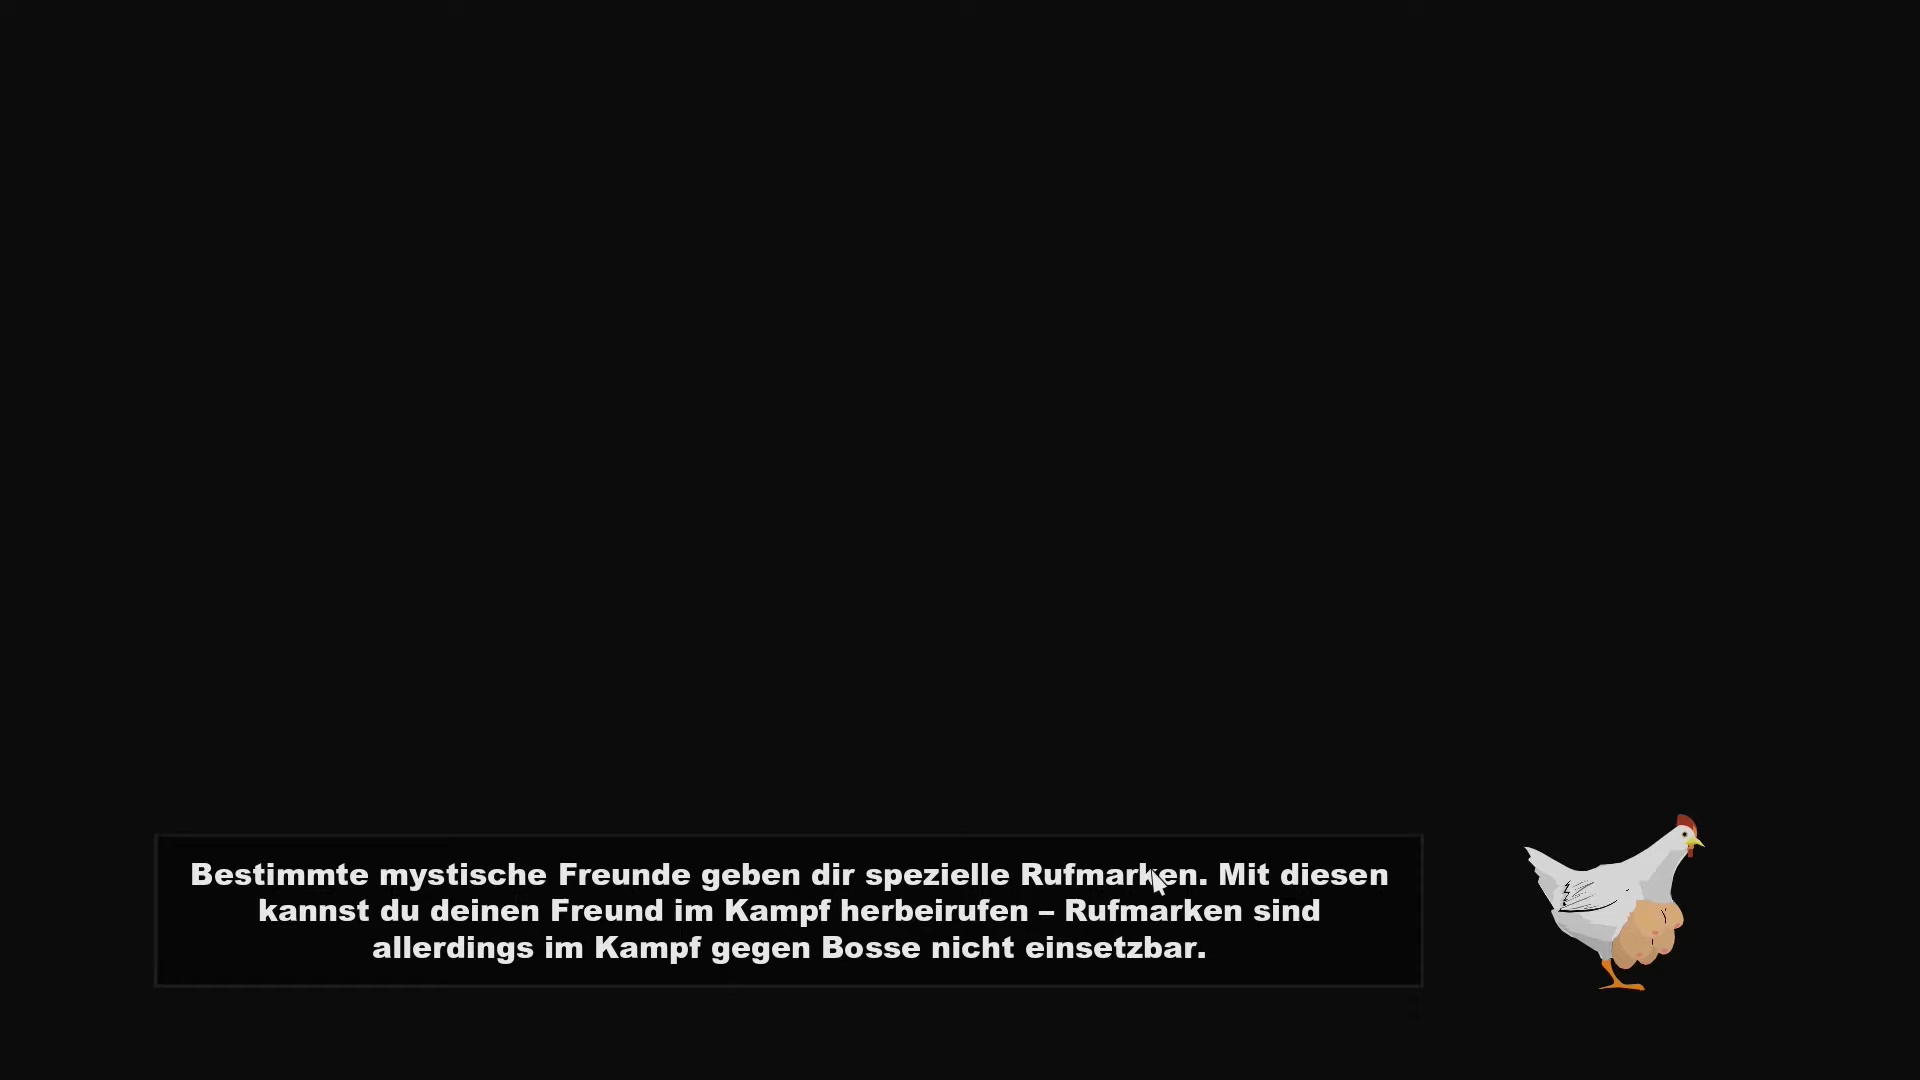 Bestimmte mystische Freunde geben dir spezielle Rufmarken. Mit diesen
kannst du deinen Freund im Kampf herbeirufen – Rufmarken sind
allerdings im Kampf gegen Bosse nicht einsetzbar.